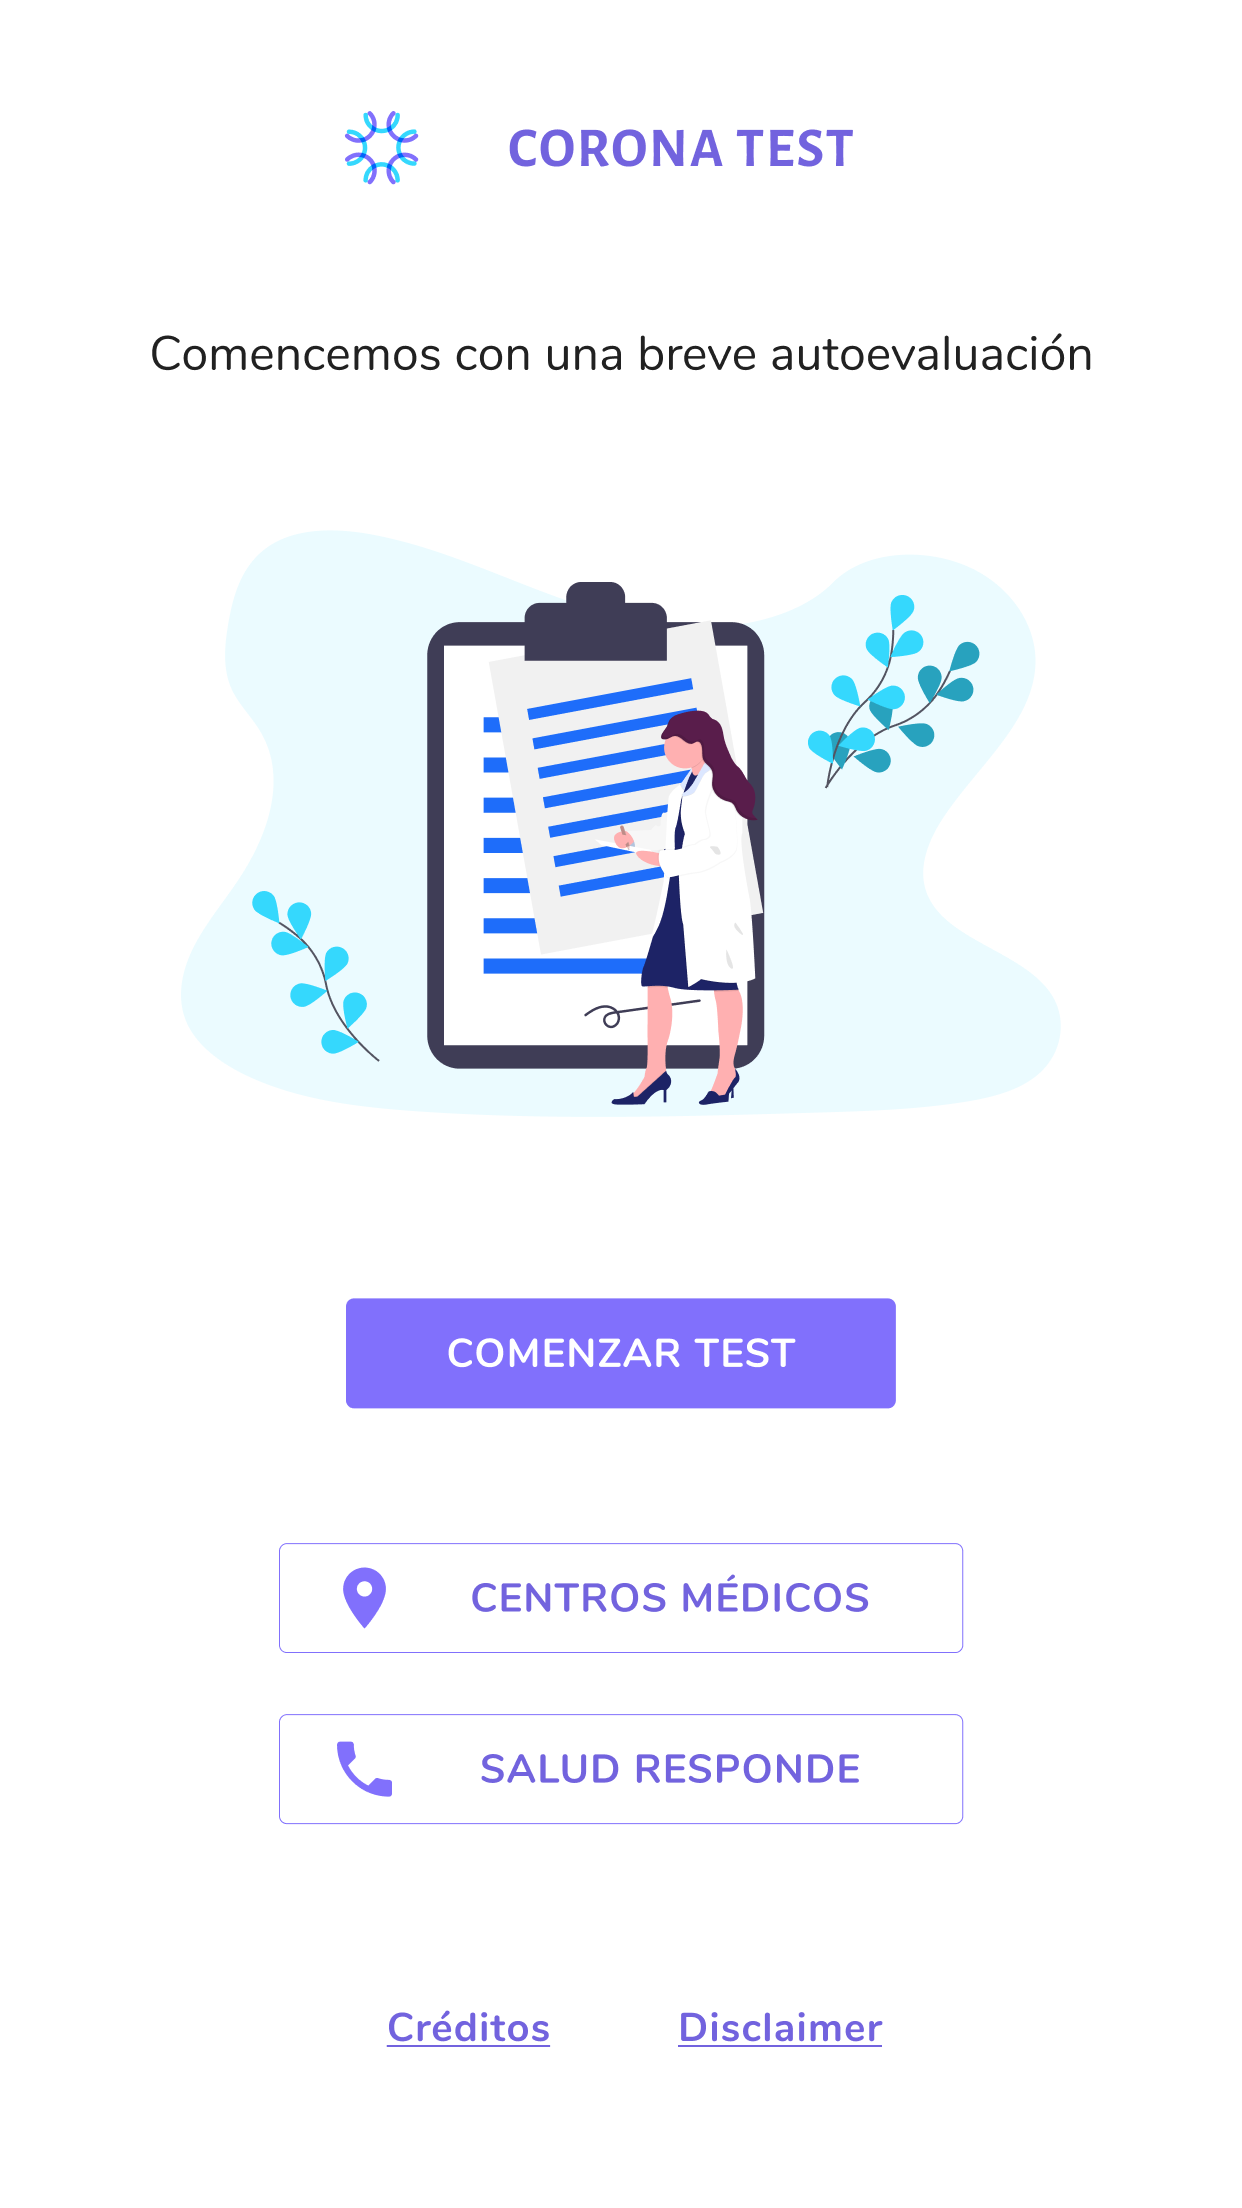 CORONA TEST
Comencemos con una breve autoevaluación
COMENZAR TEST
CENTROS MÉDICOS
SALUD RESPONDE
Créditos Disclaimer